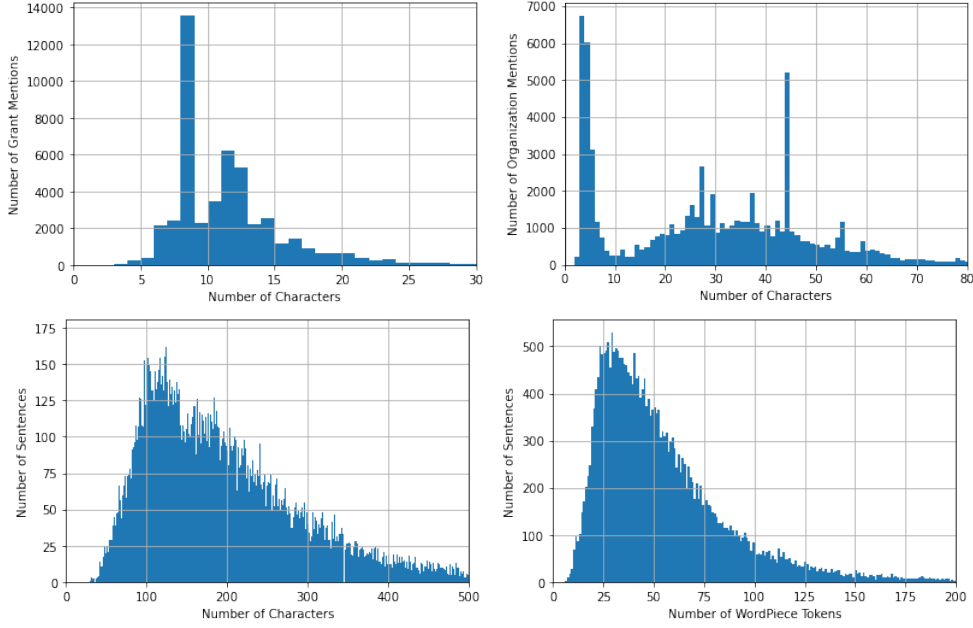 14000
12000
10000
8000
6000
4000
2000
0
Number of Grant Mentions
0 5 10 15 20 25 30
Number of Characters
7000
6000
5000
4000
3000
2000
1000
0
Number of Organization Mentions
0 10 20 30 40 50 60 70 80
Number of Characters
175
150
125
100
75
50
25
0
Number of Sentences
0 100 200 300 400 500
Number of Characters
500
400
300
200
100
0
Number of Sentences
0 25 50 75 100 125 150 175 200
Number of WordPiece Tokens